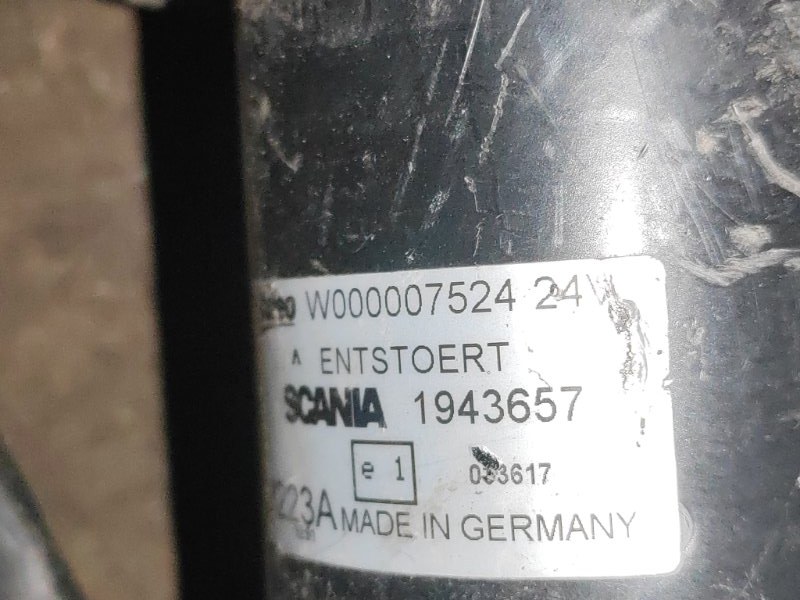 W000007524 24V
^ ENTSTOERT
SCANIA 1943657
e 1 033617
223A MADE IN GERMANY